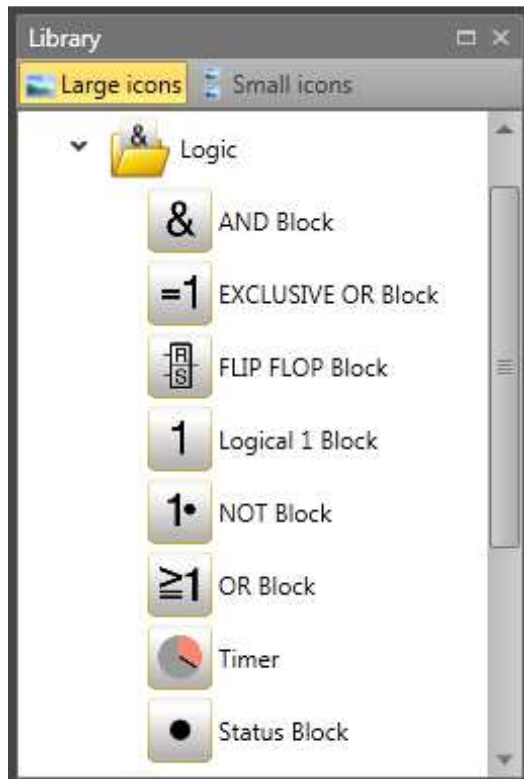 Library
Large icons Small icons
& Logic
& AND Block
=1 EXCLUSIVE OR Block
R S FLIP FLOP Block
1 Logical 1 Block
1• NOT Block
≧1 OR Block
Timer
Status Block